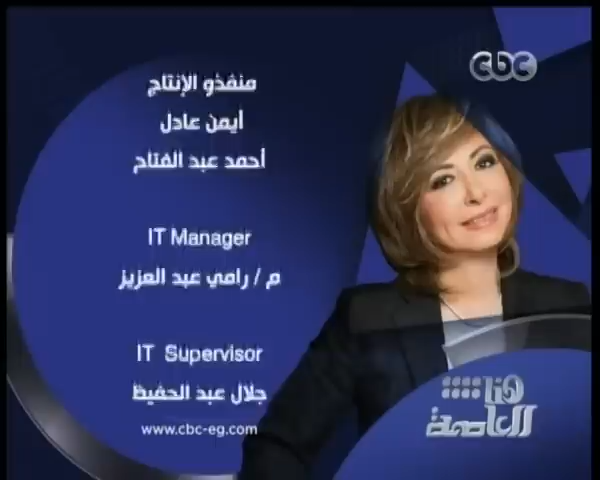 cbc
منفذو الإنتاج
أيمن عادل
أحمد عبد الفتاح
IT Manager
م / رامي عبد العزيز
IT Supervisor
جلال عبد الحفيظ
www.cbc-eg.com
هنا
العاصمة